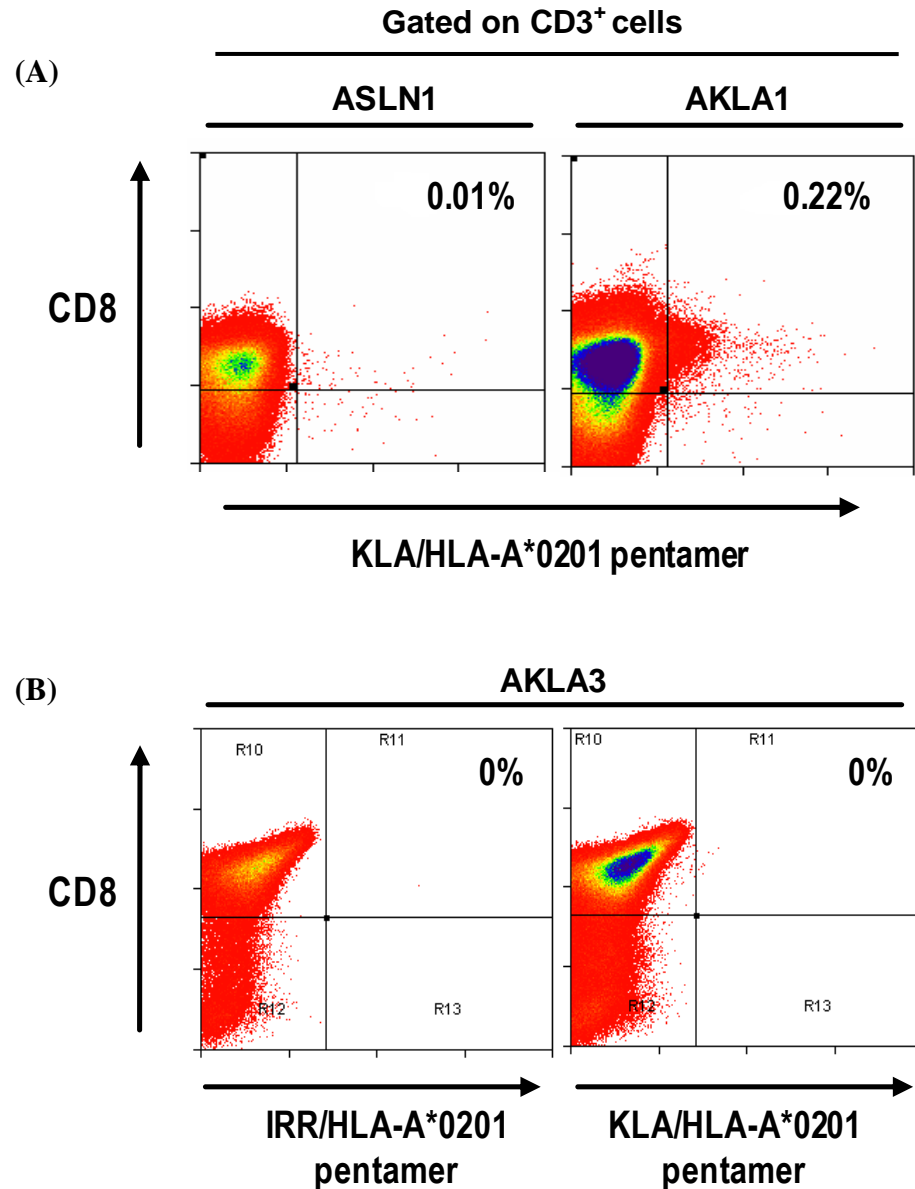 Gated on CD3⁺ cells
(A)
ASLN1
AKLA1
0.01%
0.22%
CD8
KLA/HLA-A*0201 pentamer
(B)
AKLA3
R10
R11
0%
R12
R13
R10
R11
0%
R12
R13
CD8
IRR/HLA-A*0201
pentamer
KLA/HLA-A*0201
pentamer